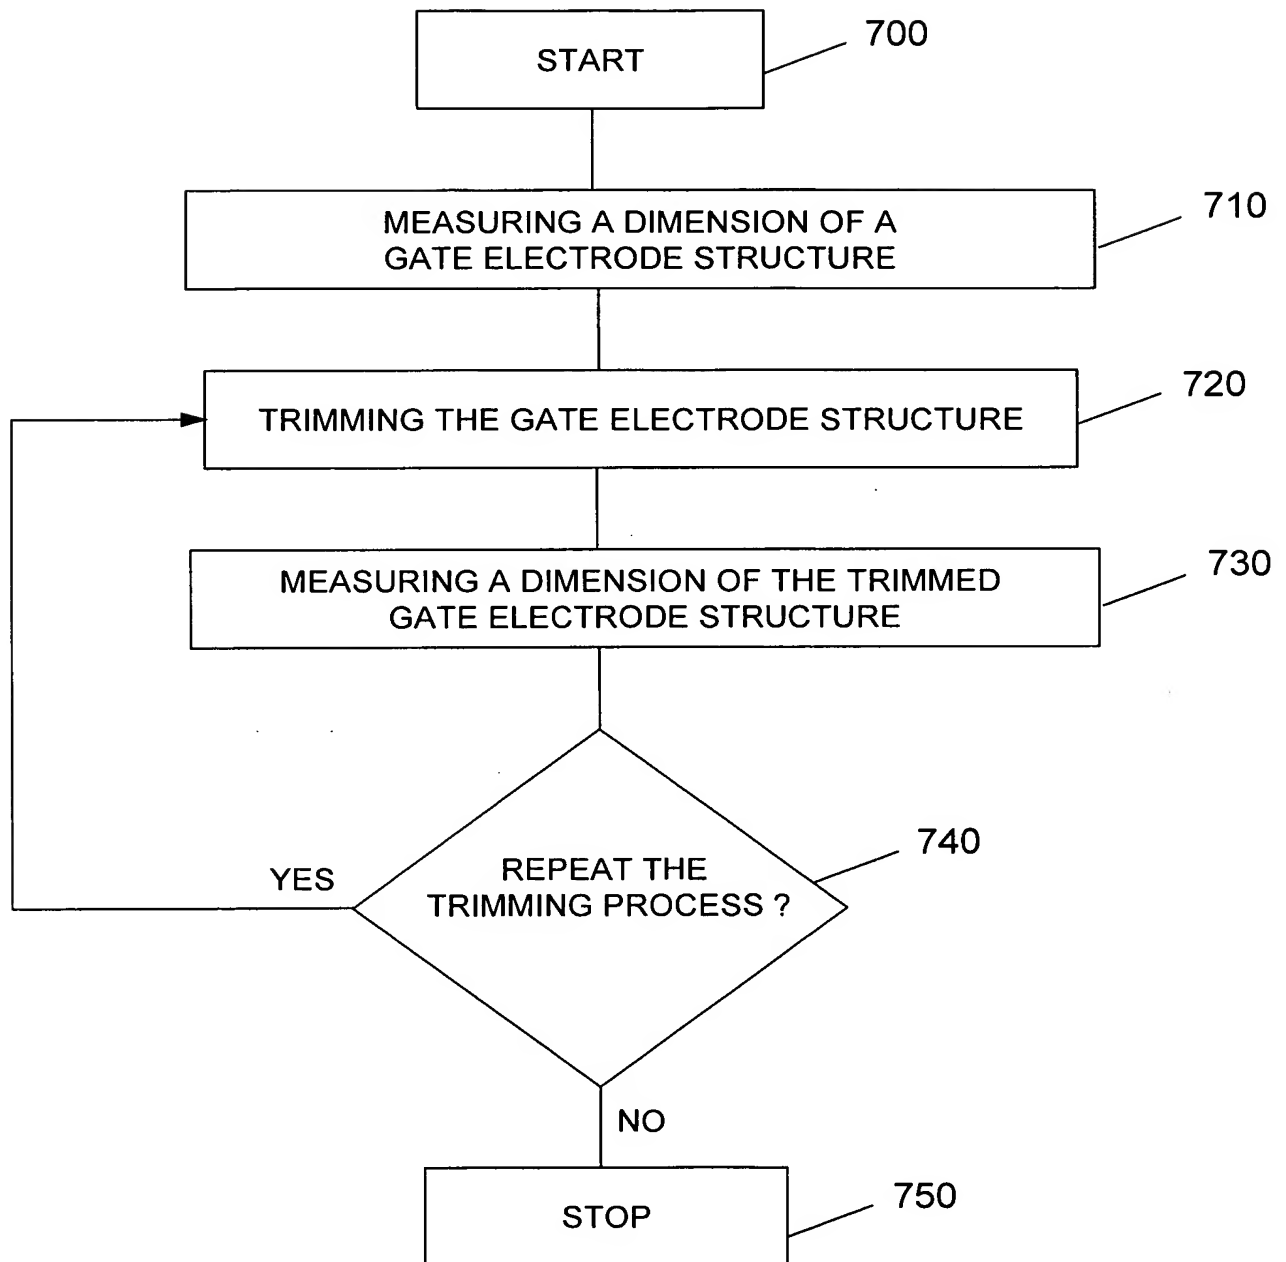 START
700
MEASURING A DIMENSION OF A
GATE ELECTRODE STRUCTURE
710
TRIMMING THE GATE ELECTRODE STRUCTURE
720
MEASURING A DIMENSION OF THE TRIMMED
GATE ELECTRODE STRUCTURE
730
REPEAT THE
TRIMMING PROCESS ?
740
YES
NO
STOP
750